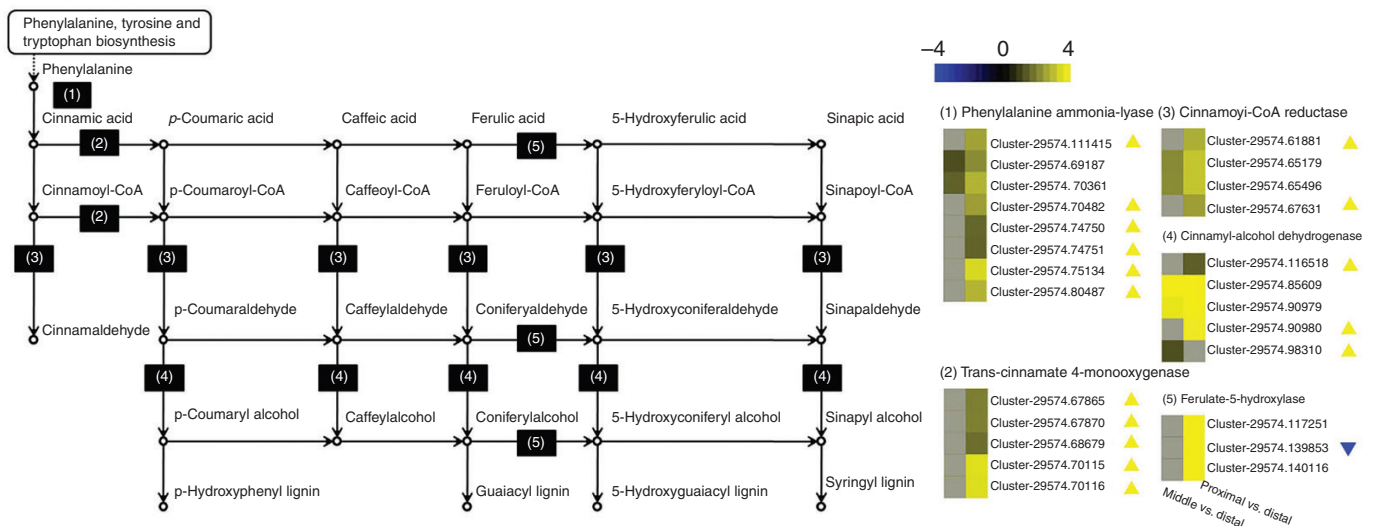 Phenylalanine, tyrosine and
tryptophan biosynthesis
Phenylalanine
(1)
Cinnamic acid
p-Coumaric acid
Caffeic acid
Ferulic acid
5-Hydroxyferulic acid
Sinapic acid
(2)
(5)
Cinnamoyl-CoA
p-Coumaroyl-CoA
Caffeoyl-CoA
Feruloyl-CoA
5-Hydroxyferyloyl-CoA
Sinapoyl-CoA
(2)
(3)
(3)
(3)
(3)
(3)
(3)
Cinnamaldehyde
p-Coumaraldehyde
Caffeylaldehyde
Coniferyaldehyde
5-Hydroxyconiferaldehyde
Sinapaldehyde
(5)
(4)
(4)
(4)
(4)
(4)
p-Coumaryl alcohol
Caffeylalcohol
Coniferylalcohol
5-Hydroxyconiferyl alcohol
Sinapyl alcohol
(5)
p-Hydroxyphenyl lignin
Guaiacyl lignin
5-Hydroxyguaiacyl lignin
Syringyl lignin
–4 0 4
(1) Phenylalanine ammonia-lyase
Cluster-29574.111415
Cluster-29574.69187
Cluster-29574. 70361
Cluster-29574.70482
Cluster-29574.74750
Cluster-29574.74751
Cluster-29574.75134
Cluster-29574.80487
(2) Trans-cinnamate 4-monooxygenase
Cluster-29574.67865
Cluster-29574.67870
Cluster-29574.68679
Cluster-29574.70115
Cluster-29574.70116
(3) Cinnamoyi-CoA reductase
Cluster-29574.61881
Cluster-29574.65179
Cluster-29574.65496
Cluster-29574.67631
(4) Cinnamyl-alcohol dehydrogenase
Cluster-29574.116518
Cluster-29574.85609
Cluster-29574.90979
Cluster-29574.90980
Cluster-29574.98310
(5) Ferulate-5-hydroxylase
Cluster-29574.117251
Cluster-29574.139853
Cluster-29574.140116
Middle vs. distal
Proximal vs. distal